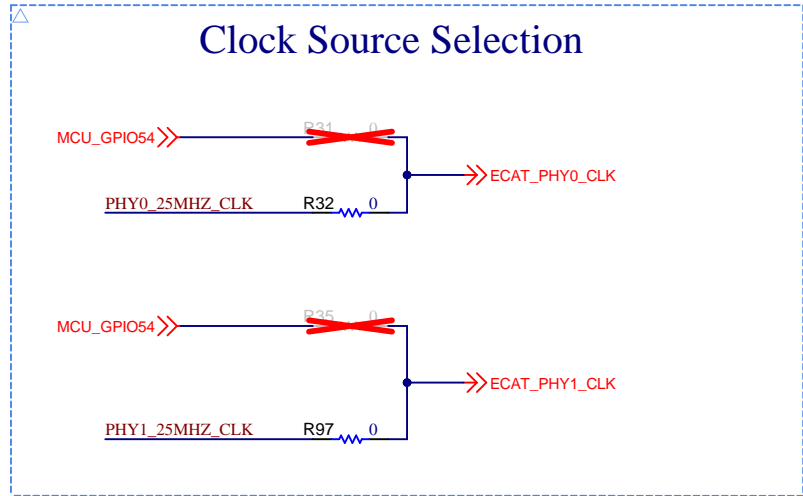 Clock Source Selection
R31 0
MCU_GPIO54
ECAT_PHY0_CLK
PHY0_25MHZ_CLK R32 0
R35 0
MCU_GPIO54
ECAT_PHY1_CLK
PHY1_25MHZ_CLK R97 0